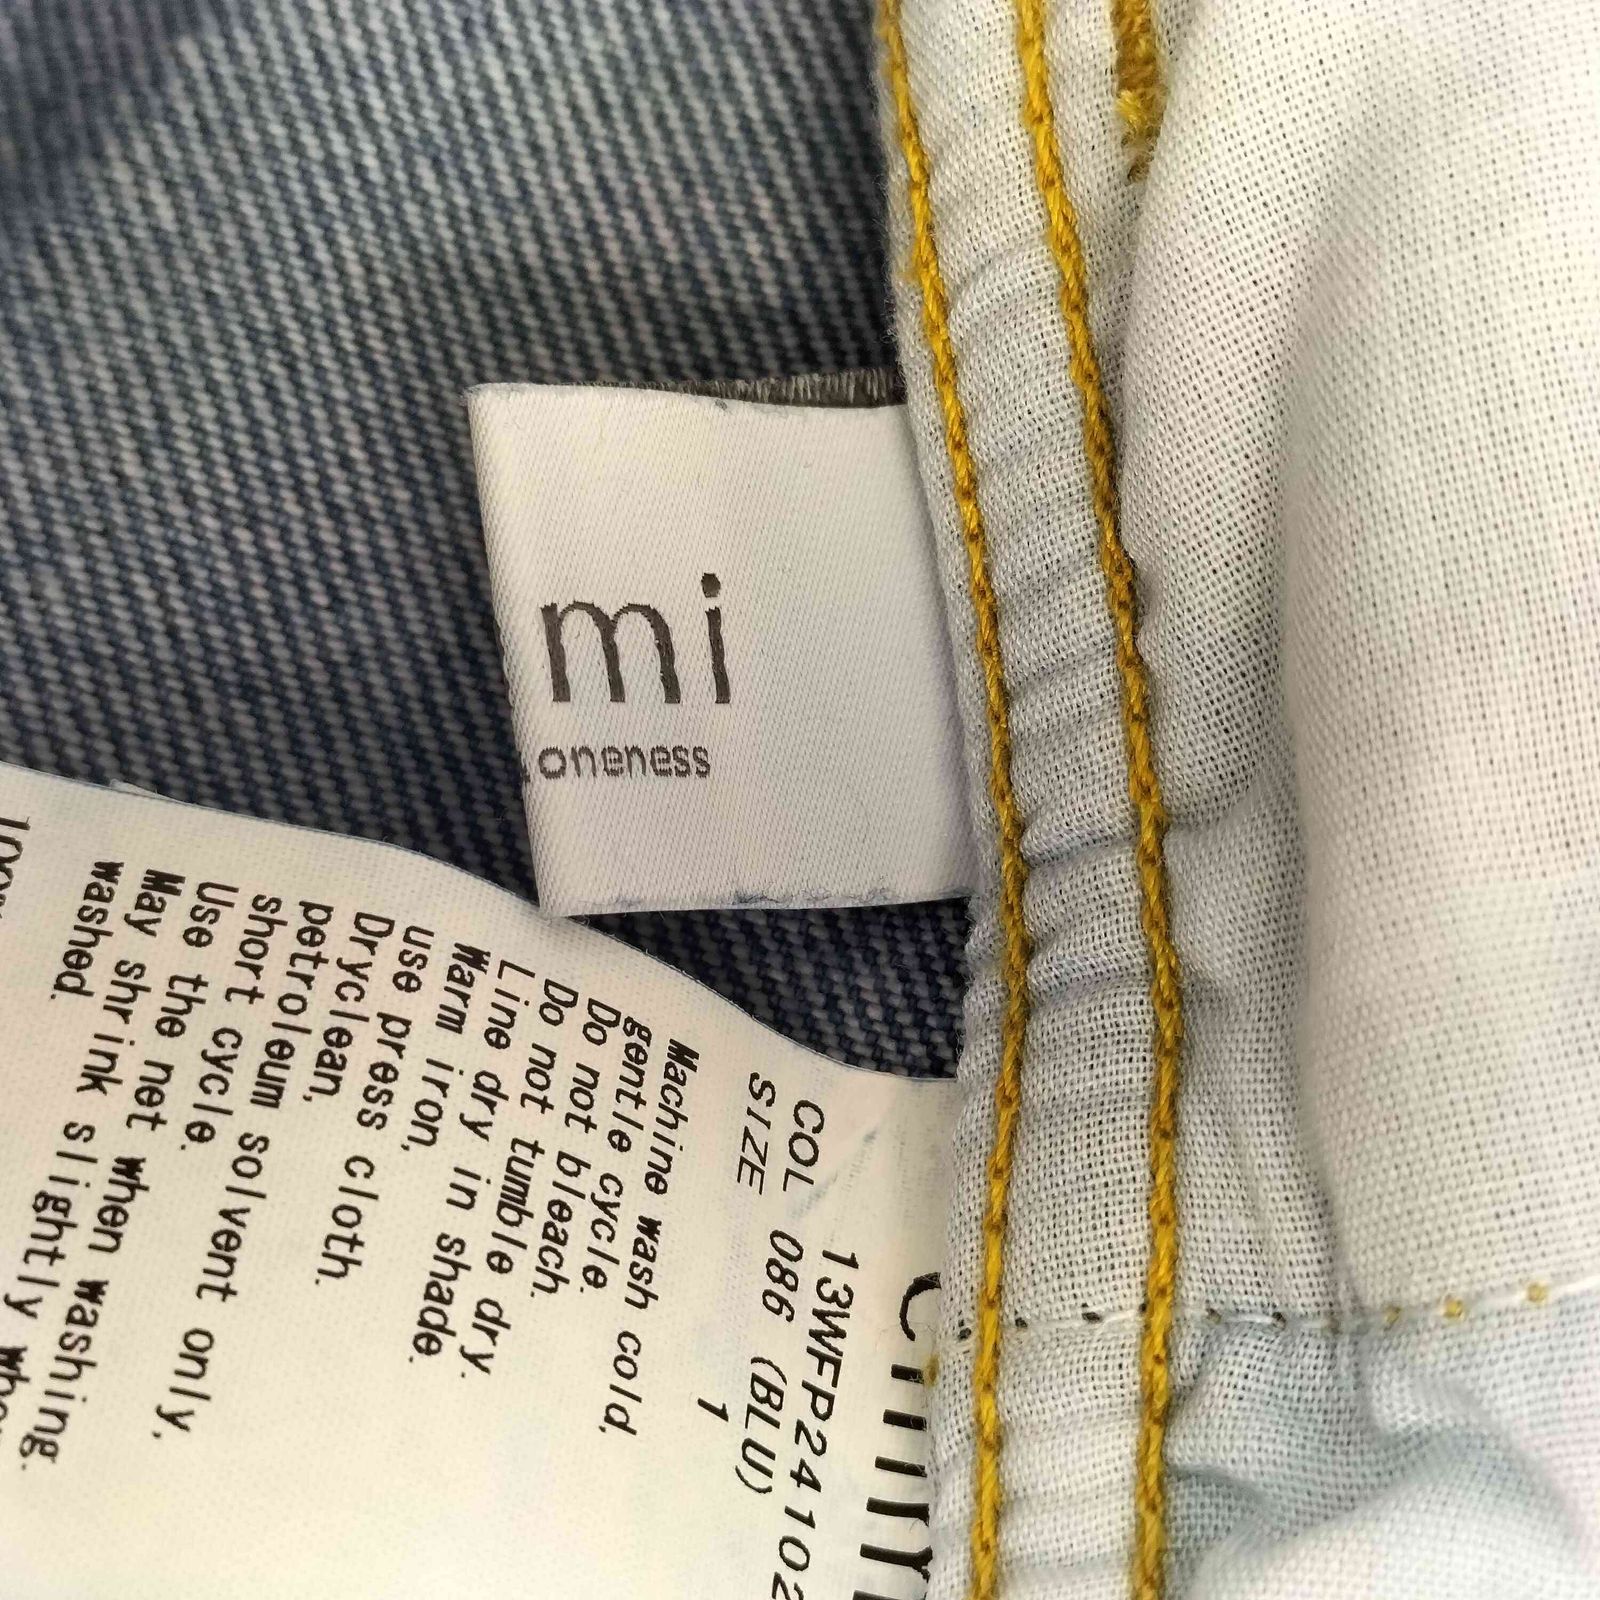 mi
oneness
13WFP24102
COL 086 (BLU)
SIZE 1
Machine wash cold,
gentle cycle.
Do not bleach.
Do not tumble dry.
Line dry in shade.
Warm iron,
use press cloth.
Dryclean,
petroleum solvent only,
short cycle.
Use the net when washing.
May shrink slightly when
washed.